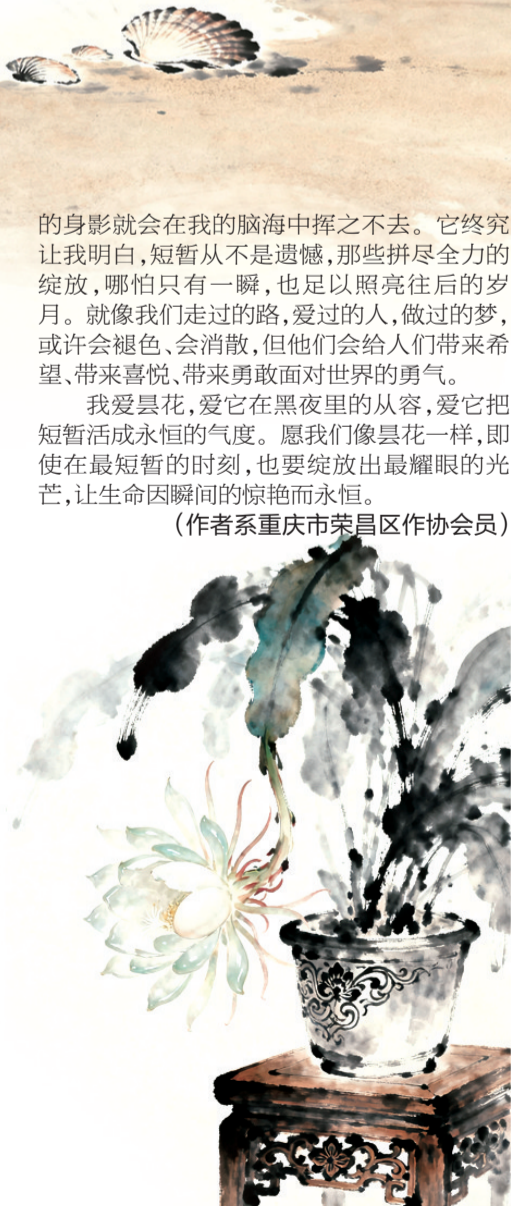 的身影就会在我的脑海中挥之不去。它终究
让我明白,短暂从不是遗憾,那些拼尽全力的
绽放,哪怕只有一瞬,也足以照亮往后的岁
月。就像我们走过的路,爱过的人,做过的梦,
或许会褪色、会消散,但他们会给人们带来希
望、带来喜悦、带来勇敢面对世界的勇气。
我爱昙花,爱它在黑夜里的从容,爱它把
短暂活成永恒的气度。愿我们像昙花一样,即
使在最短暂的时刻,也要绽放出最耀眼的光
芒,让生命因瞬间的惊艳而永恒。
(作者系重庆市荣昌区作协会员)